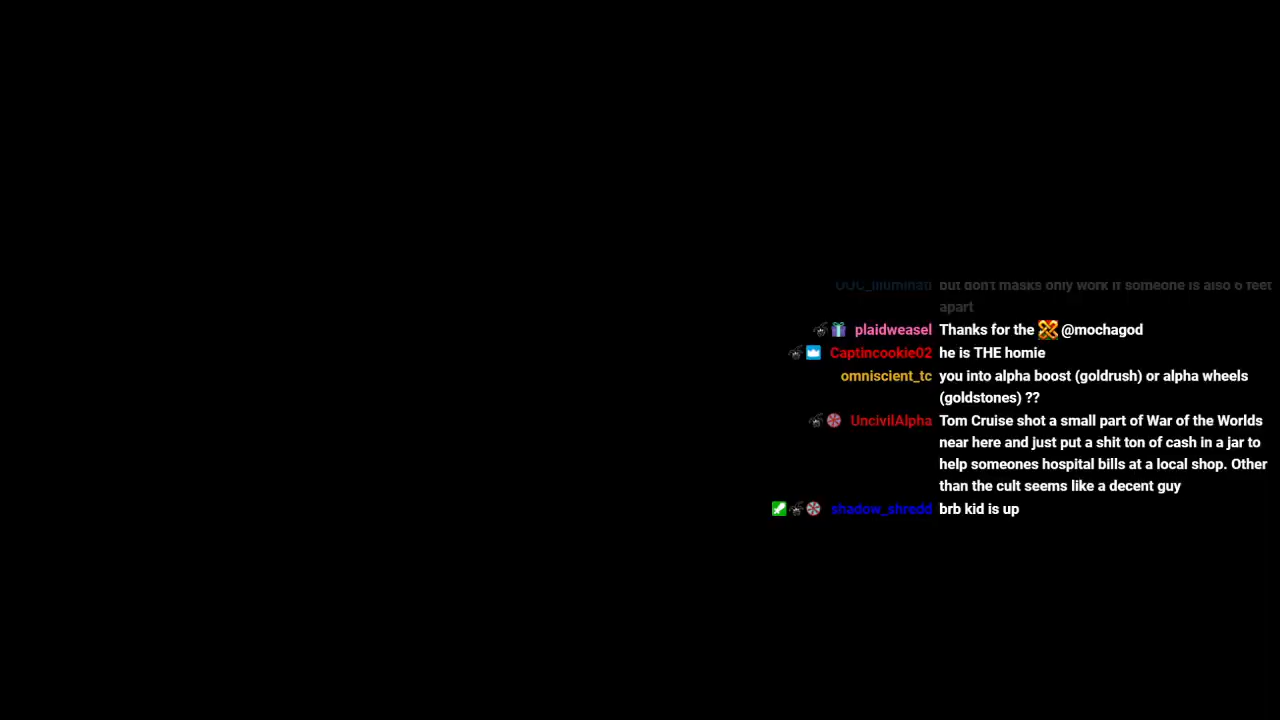 but don't masks only work if someone is also 6 feet
apart
plaidweasel Thanks for the @mochagod
Captincookie02 he is THE homie
omniscient_tc you into alpha boost (goldrush) or alpha wheels
(goldstones) ??
UncivilAlpha Tom Cruise shot a small part of War of the Worlds
near here and just put a shit ton of cash in a jar to
help someones hospital bills at a local shop. Other
than the cult seems like a decent guy
shadow_shredd brb kid is up